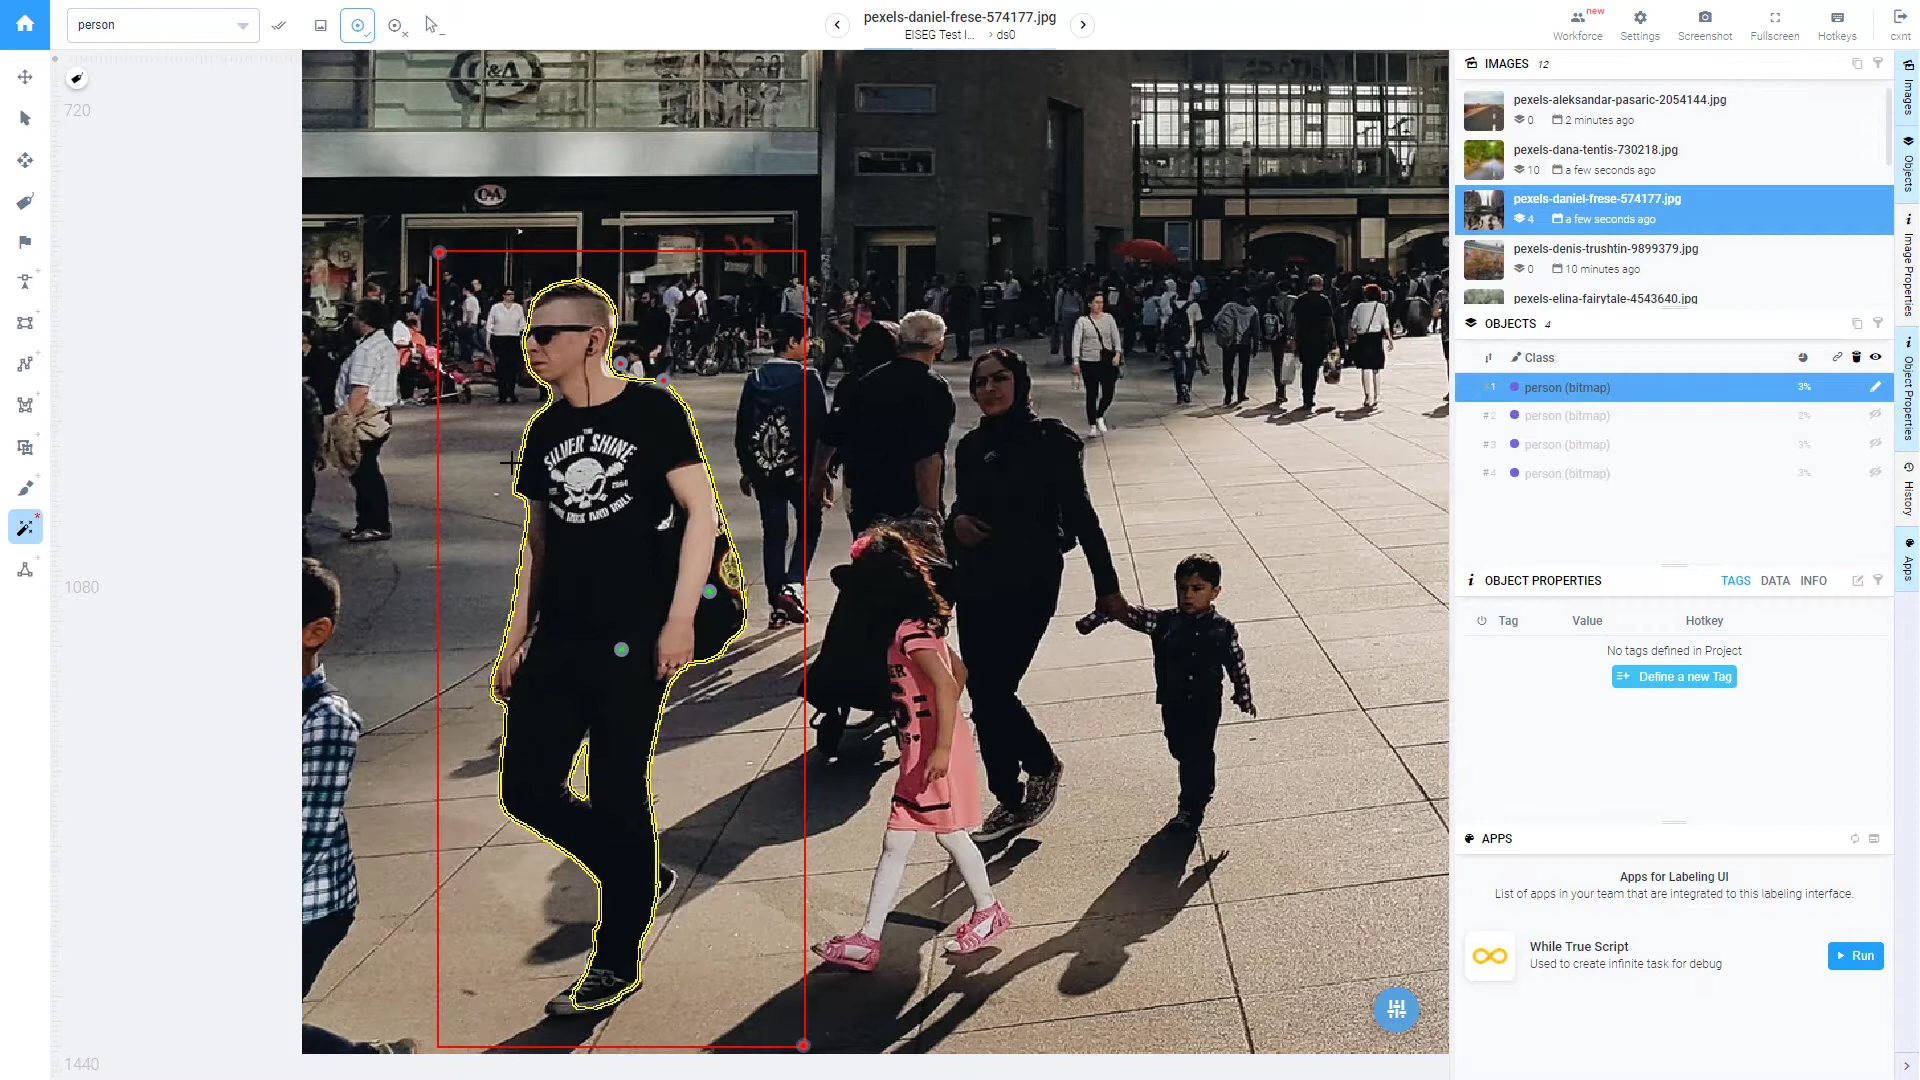 person
pexels-daniel-frese-574177.jpg
EISEG Test I... > ds0
new
Workforce
Settings
Screenshot
Fullscreen
Hotkeys
cxnt
720
1080
1440
C&A
C&A
19
SILVER SHINE
PUNK ROCK AND ROLL
IMAGES 12
pexels-aleksandar-pasaric-2054144.jpg
0 2 minutes ago
pexels-dana-tentis-730218.jpg
10 a few seconds ago
pexels-daniel-frese-574177.jpg
4 a few seconds ago
pexels-denis-trushtin-9899379.jpg
0 10 minutes ago
pexels-elina-fairytale-4543640.jpg
OBJECTS 4
Class
#1 person (bitmap) 3%
#2 person (bitmap) 2%
#3 person (bitmap) 3%
#4 person (bitmap) 3%
OBJECT PROPERTIES TAGS DATA INFO
Tag Value Hotkey
No tags defined in Project
Define a new Tag
APPS
Apps for Labeling UI
List of apps in your team that are integrated to this labeling interface.
While True Script
Used to create infinite task for debug
Run
Images
Objects
Image Properties
Object Properties
History
Apps